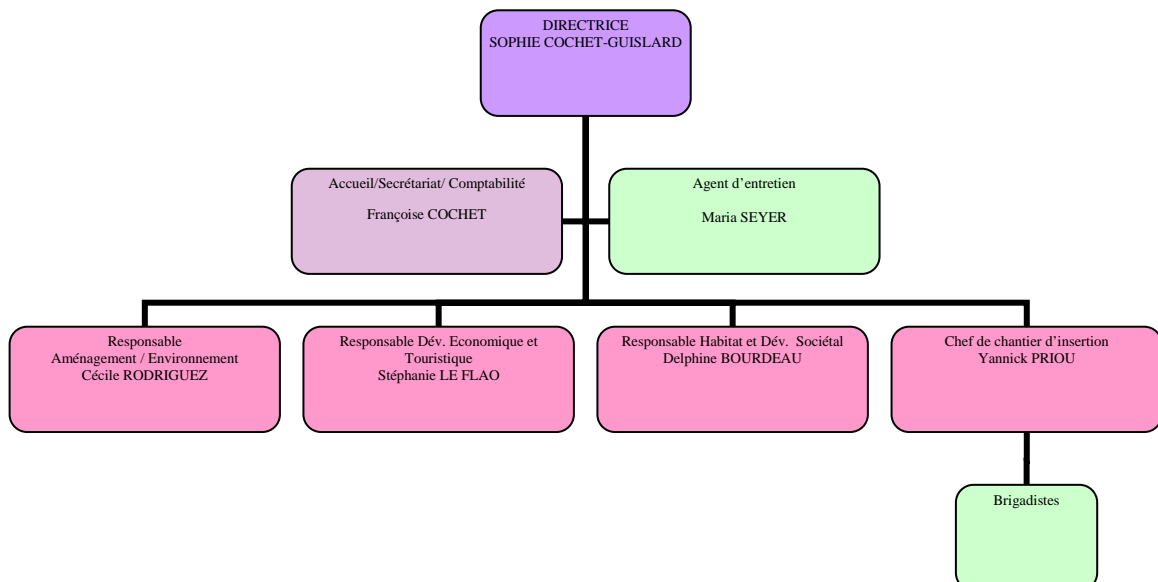 DIRECTRICE
SOPHIE COCHET-GUISLARD
Accueil/Secrétariat/ Comptabilité
Françoise COCHET
Agent d’entretien
Maria SEYER
Responsable
Aménagement / Environnement
Cécile RODRIGUEZ
Responsable Dév. Economique et
Touristique
Stéphanie LE FLAO
Responsable Habitat et Dév. Sociétal
Delphine BOURDEAU
Chef de chantier d’insertion
Yannick PRIOU
Brigadistes